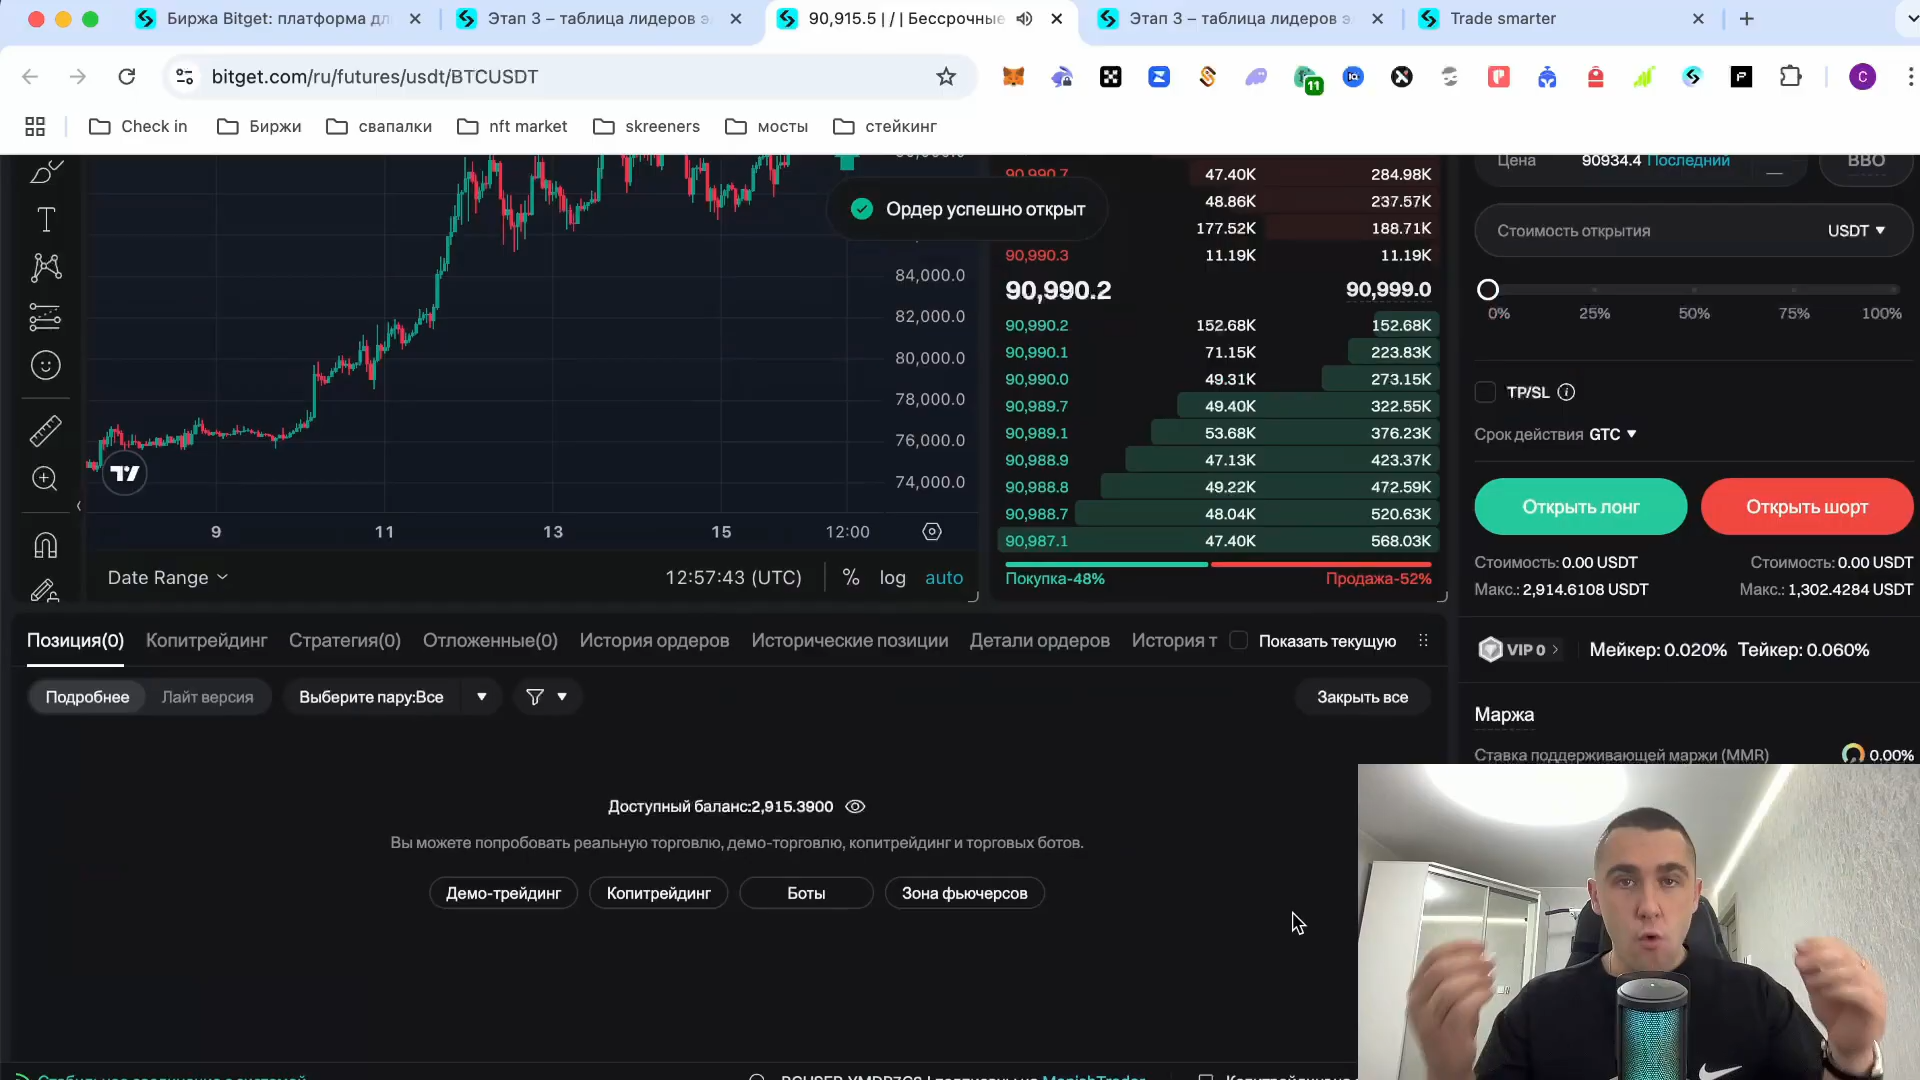 Биржа Bitget: платформа дл
Этап 3 – таблица лидеров э
90,915.5 | / | Бессрочные
Этап 3 – таблица лидеров э
Trade smarter
bitget.com/ru/futures/usdt/BTCUSDT
11
C
Check in
Биржи
свапалки
nft market
skreeners
мосты
стейкинг
Цена 90934.4 Последний
BBO
90,990.7 47.40K 284.98K
48.86K 237.57K
Ордер успешно открыт
177.52K 188.71K
90,990.3 11.19K 11.19K
90,990.2 90,999.0
90,990.2 152.68K 152.68K
90,990.1 71.15K 223.83K
90,990.0 49.31K 273.15K
90,989.7 49.40K 322.55K
90,989.1 53.68K 376.23K
90,988.9 47.13K 423.37K
90,988.8 49.22K 472.59K
90,988.7 48.04K 520.63K
90,987.1 47.40K 568.03K
Покупка-48% Продажа-52%
84,000.0
82,000.0
80,000.0
78,000.0
76,000.0
74,000.0
9 11 13 15 12:00
Date Range
12:57:43 (UTC) % log auto
Стоимость открытия USDT
0% 25% 50% 75% 100%
TP/SL
Срок действия GTC
Открыть лонг
Открыть шорт
Стоимость: 0.00 USDT
Стоимость: 0.00 USDT
Макс.: 2,914.6108 USDT
Макс.: 1,302.4284 USDT
VIP 0 > Мейкер: 0.020% Тейкер: 0.060%
Маржа
Ставка поддерживающей маржи (MMR) 0.00%
Позиция(0) Копитрейдинг Стратегия(0) Отложенные(0) История ордеров Исторические позиции Детали ордеров История т Показать текущую
Подробнее Лайт версия Выберите пару:Все Закрыть все
Доступный баланс:2,915.3900
Вы можете попробовать реальную торговлю, демо-торговлю, копитрейдинг и торговых ботов.
Демо-трейдинг
Копитрейдинг
Боты
Зона фьючерсов